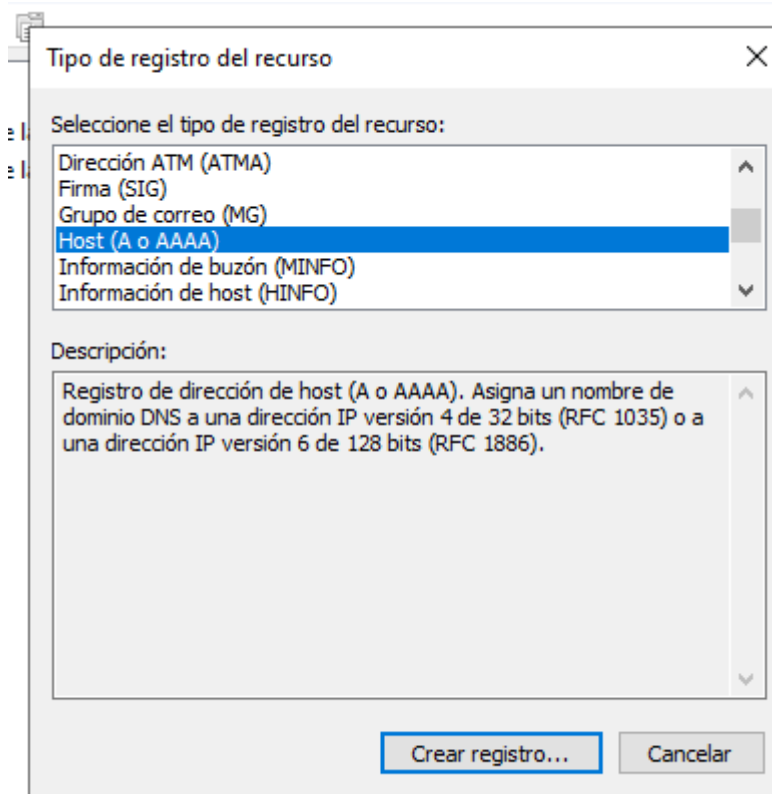 Tipo de registro del recurso
Seleccione el tipo de registro del recurso:
Dirección ATM (ATMA)
Firma (SIG)
Grupo de correo (MG)
Host (A o AAAA)
Información de buzón (MINFO)
Información de host (HINFO)
Descripción:
Registro de dirección de host (A o AAAA). Asigna un nombre de
dominio DNS a una dirección IP versión 4 de 32 bits (RFC 1035) o a
una dirección IP versión 6 de 128 bits (RFC 1886).
Crear registro...
Cancelar